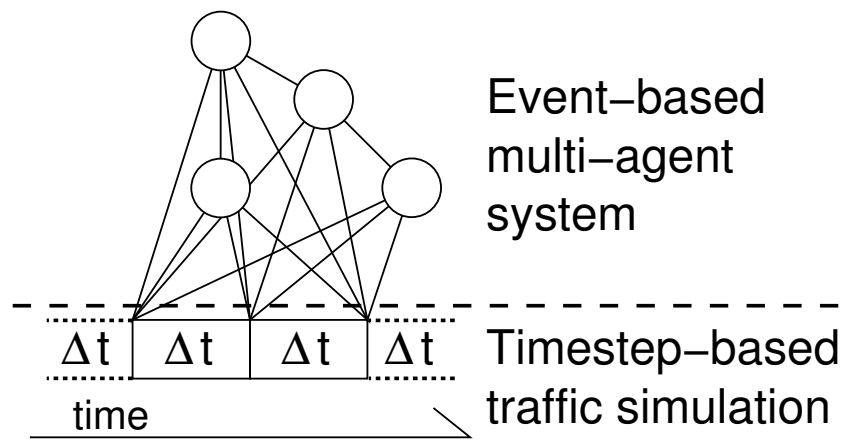 Event−based
multi−agent
system
Δt Δt Δt Δt
Timestep−based
traffic simulation
time